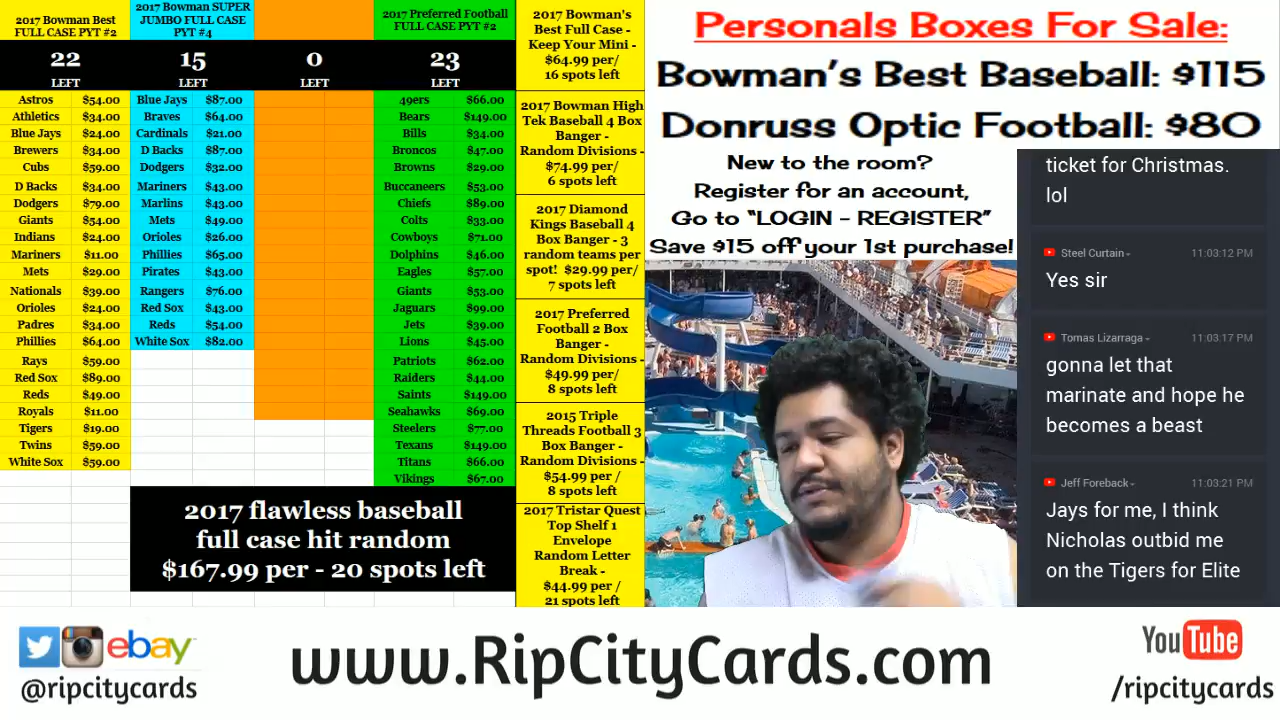 2017 Bowman Best
FULL CASE PYT #2
22
LEFT
Astros $54.00
Athletics $34.00
Blue Jays $24.00
Brewers $34.00
Cubs $59.00
D Backs $34.00
Dodgers $79.00
Giants $54.00
Indians $24.00
Mariners $11.00
Mets $29.00
Nationals $39.00
Orioles $24.00
Padres $34.00
Phillies $64.00
Rays $59.00
Red Sox $89.00
Reds $49.00
Royals $11.00
Tigers $19.00
Twins $59.00
White Sox $59.00
2017 Bowman SUPER
JUMBO FULL CASE
PYT #4
15
LEFT
Blue Jays $87.00
Braves $64.00
Cardinals $21.00
D Backs $87.00
Dodgers $32.00
Mariners $43.00
Marlins $43.00
Mets $49.00
Orioles $26.00
Phillies $65.00
Pirates $43.00
Rangers $76.00
Red Sox $43.00
Reds $54.00
White Sox $82.00
0
LEFT
2017 Preferred Football
FULL CASE PYT #2
23
LEFT
49ers $66.00
Bears $149.00
Bills $34.00
Broncos $47.00
Browns $29.00
Buccaneers $53.00
Chiefs $89.00
Colts $33.00
Cowboys $71.00
Dolphins $46.00
Eagles $57.00
Giants $53.00
Jaguars $99.00
Jets $39.00
Lions $45.00
Patriots $62.00
Raiders $44.00
Saints $149.00
Seahawks $69.00
Steelers $77.00
Texans $149.00
Titans $66.00
Vikings $67.00
2017 flawless baseball
full case hit random
$167.99 per - 20 spots left
2017 Bowman's
Best Full Case -
Keep Your Mini -
$64.99 per/
16 spots left
2017 Bowman High
Tek Baseball 4 Box
Banger -
Random Divisions -
$74.99 per/
6 spots left
2017 Diamond
Kings Baseball 4
Box Banger - 3
random teams per
spot! $29.99 per/
7 spots left
2017 Preferred
Football 2 Box
Banger -
Random Divisions -
$49.99 per/
8 spots left
2015 Triple
Threads Football 3
Box Banger -
Random Divisions -
$54.99 per/
8 spots left
2017 Tristar Quest
Top Shelf 1
Envelope
Random Letter
Break -
$44.99 per /
21 spots left
Personals Boxes For Sale:
Bowman's Best Baseball: $115
Donruss Optic Football: $80
New to the room?
Register for an account,
Go to "LOGIN - REGISTER"
Save $15 off your 1st purchase!
ticket for Christmas.
lol
Steel Curtain 11:03:12 PM
Yes sir
Tomas Lizarraga 11:03:17 PM
gonna let that
marinate and hope he
becomes a beast
Jeff Foreback 11:03:21 PM
Jays for me, I think
Nicholas outbid me
on the Tigers for Elite
ebay
@ripcitycards
www.RipCityCards.com
YouTube
/ripcitycards